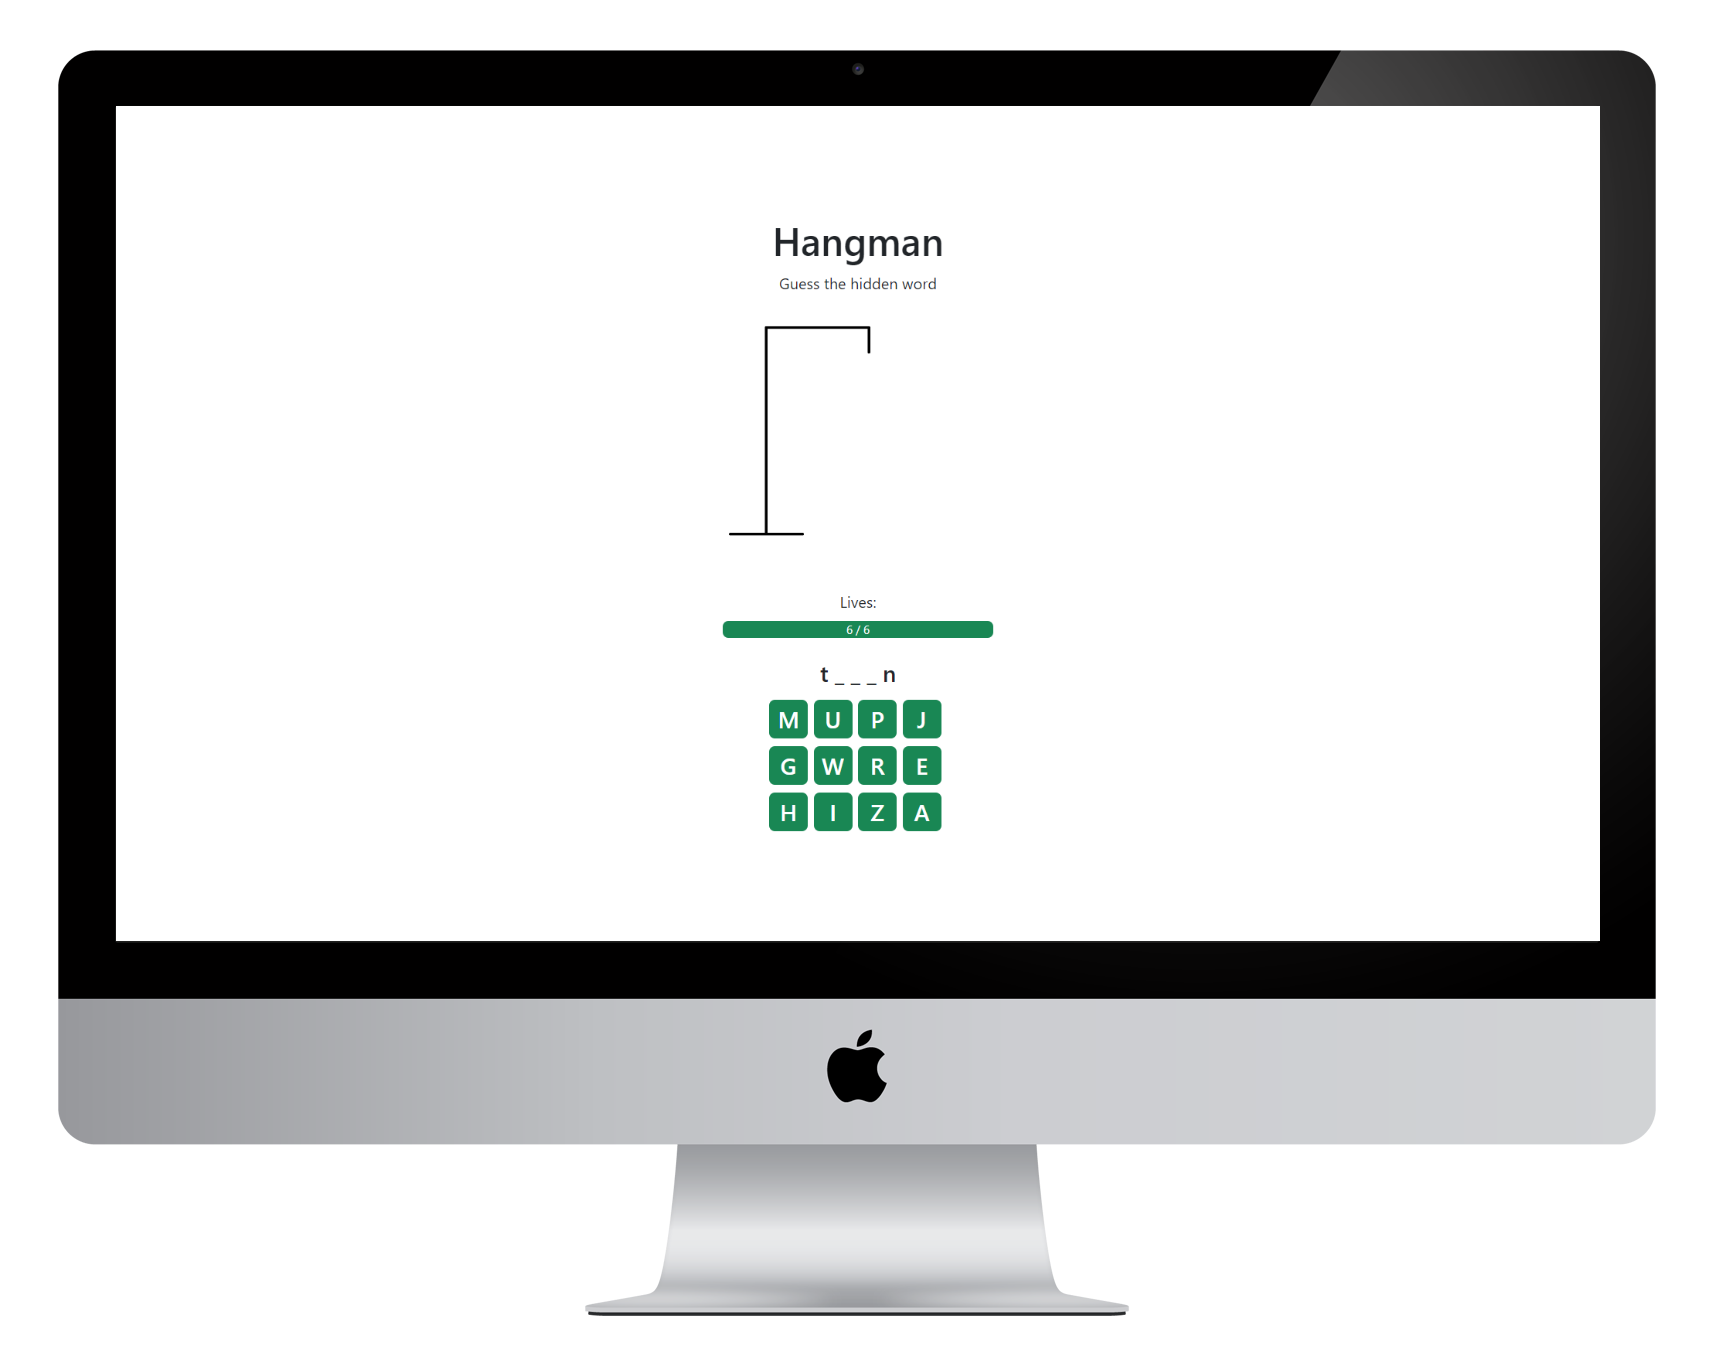 Hangman
Guess the hidden word
Lives:
6 / 6
t _ _ _ n
M U P J
G W R E
H I Z A